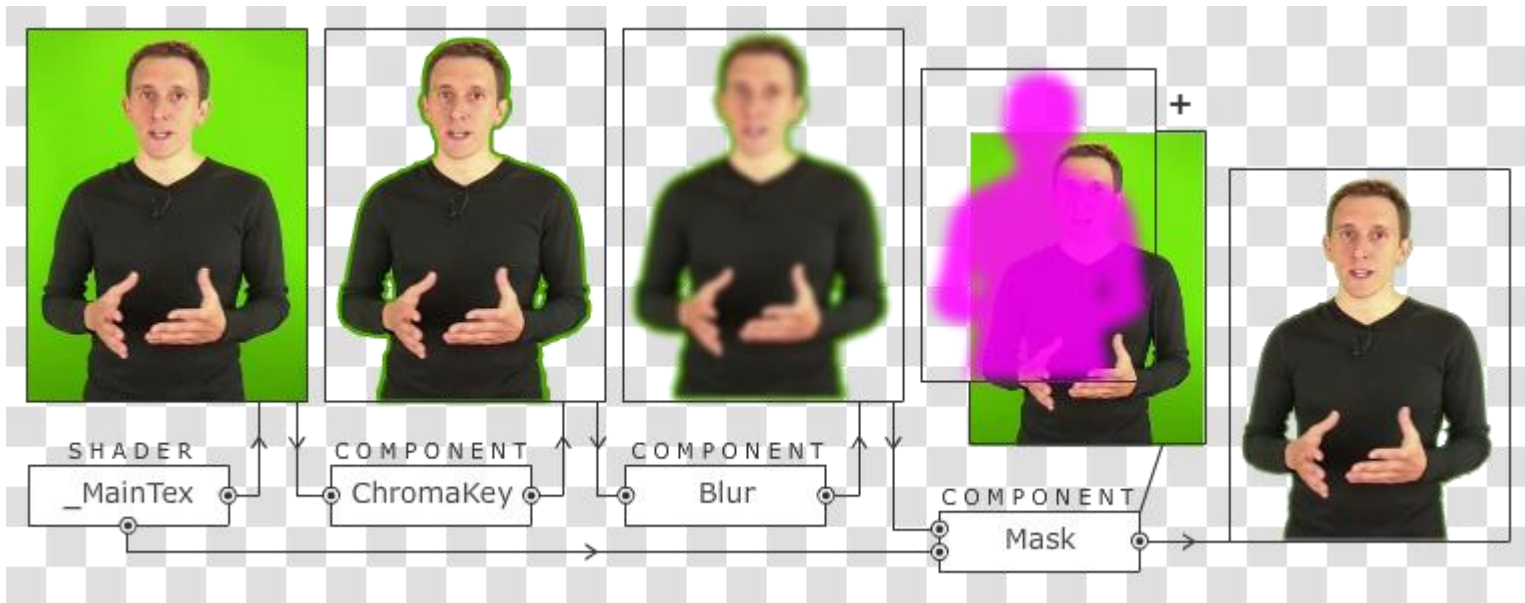 +
SHADER
_MainTex
COMPONENT
ChromaKey
COMPONENT
Blur
COMPONENT
Mask